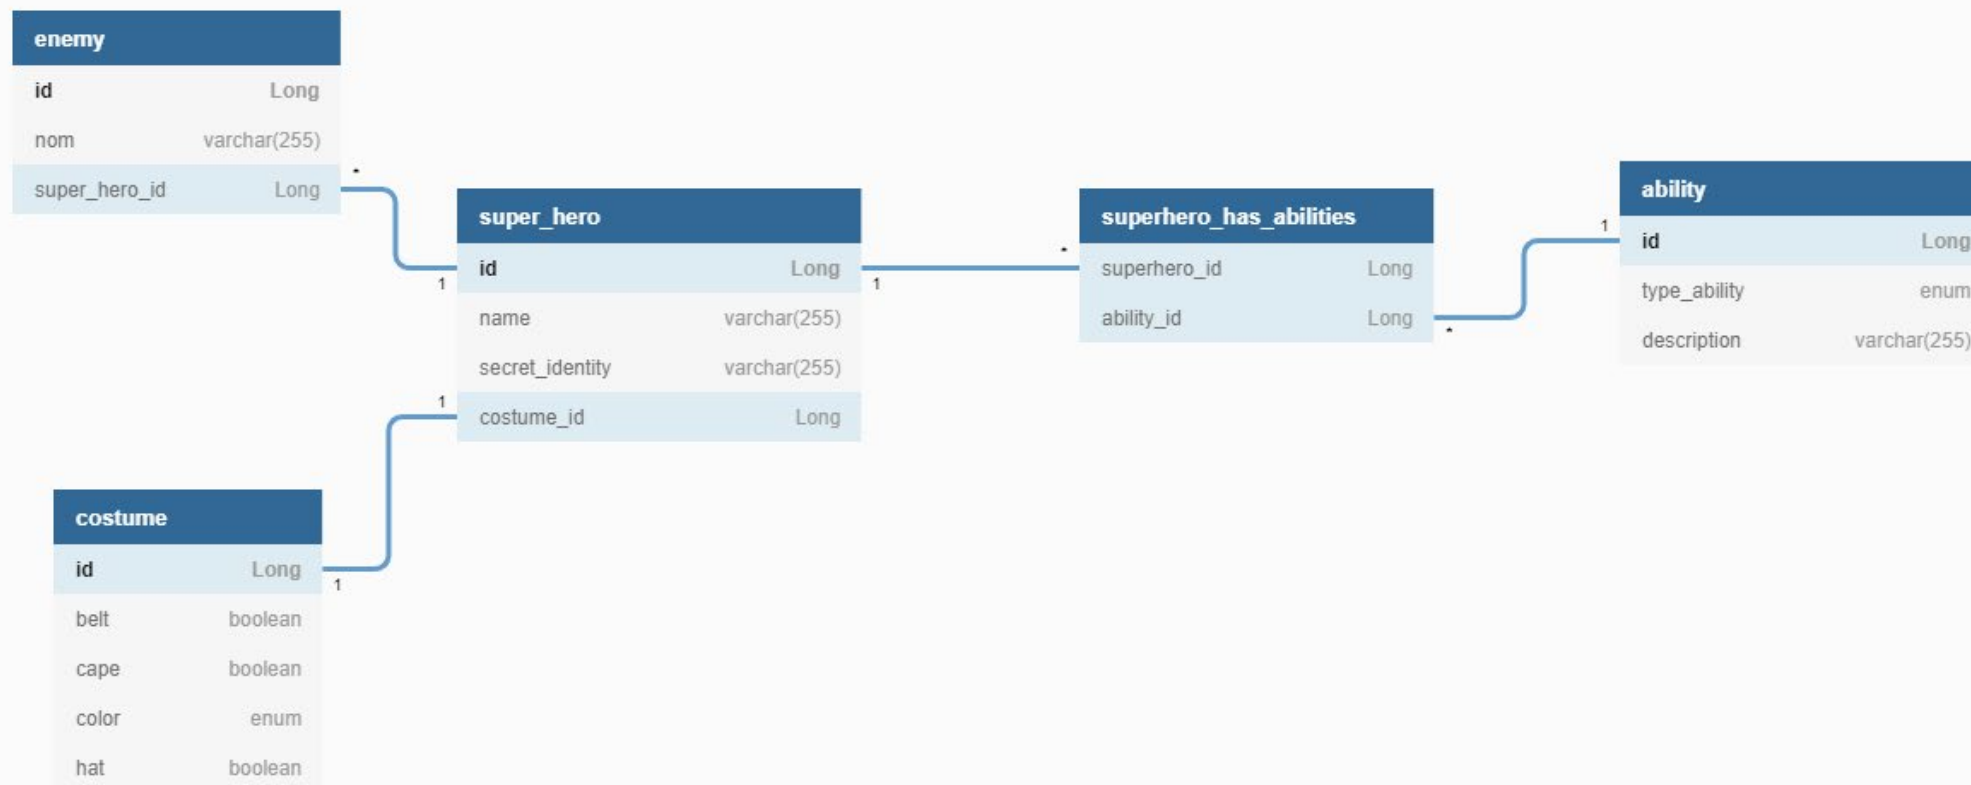 enemy
id Long
nom varchar(255)
super_hero_id Long
*
1
super_hero
id Long
name varchar(255)
secret_identity varchar(255)
costume_id Long
1
*
superhero_has_abilities
superhero_id Long
ability_id Long
*
1
ability
id Long
type_ability enum
description varchar(255)
1
costume
id Long
1
belt boolean
cape boolean
color enum
hat boolean